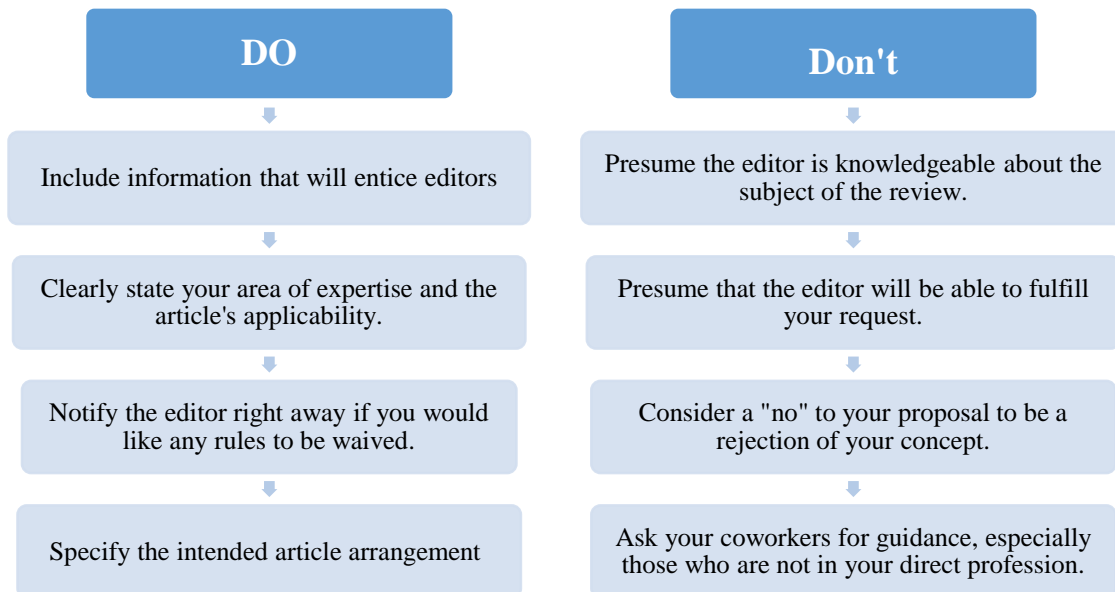 DO
Include information that will entice editors
Clearly state your area of expertise and the
article's applicability.
Notify the editor right away if you would
like any rules to be waived.
Specify the intended article arrangement
Don't
Presume the editor is knowledgeable about the
subject of the review.
Presume that the editor will be able to fulfill
your request.
Consider a "no" to your proposal to be a
rejection of your concept.
Ask your coworkers for guidance, especially
those who are not in your direct profession.